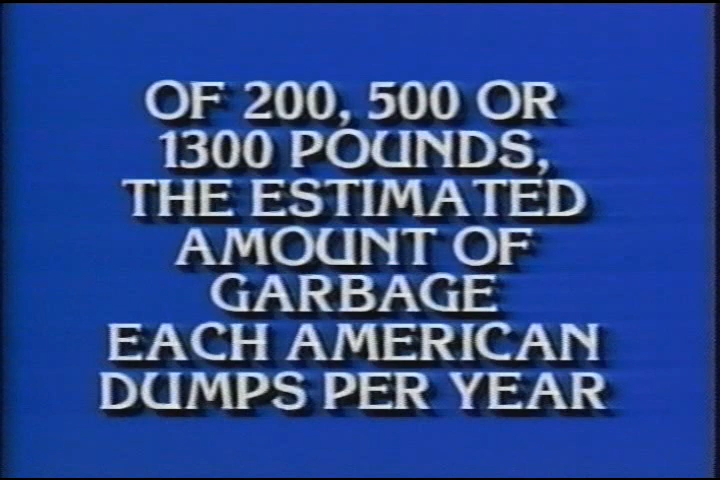 OF 200, 500 OR
1300 POUNDS,
THE ESTIMATED
AMOUNT OF
GARBAGE
EACH AMERICAN
DUMPS PER YEAR